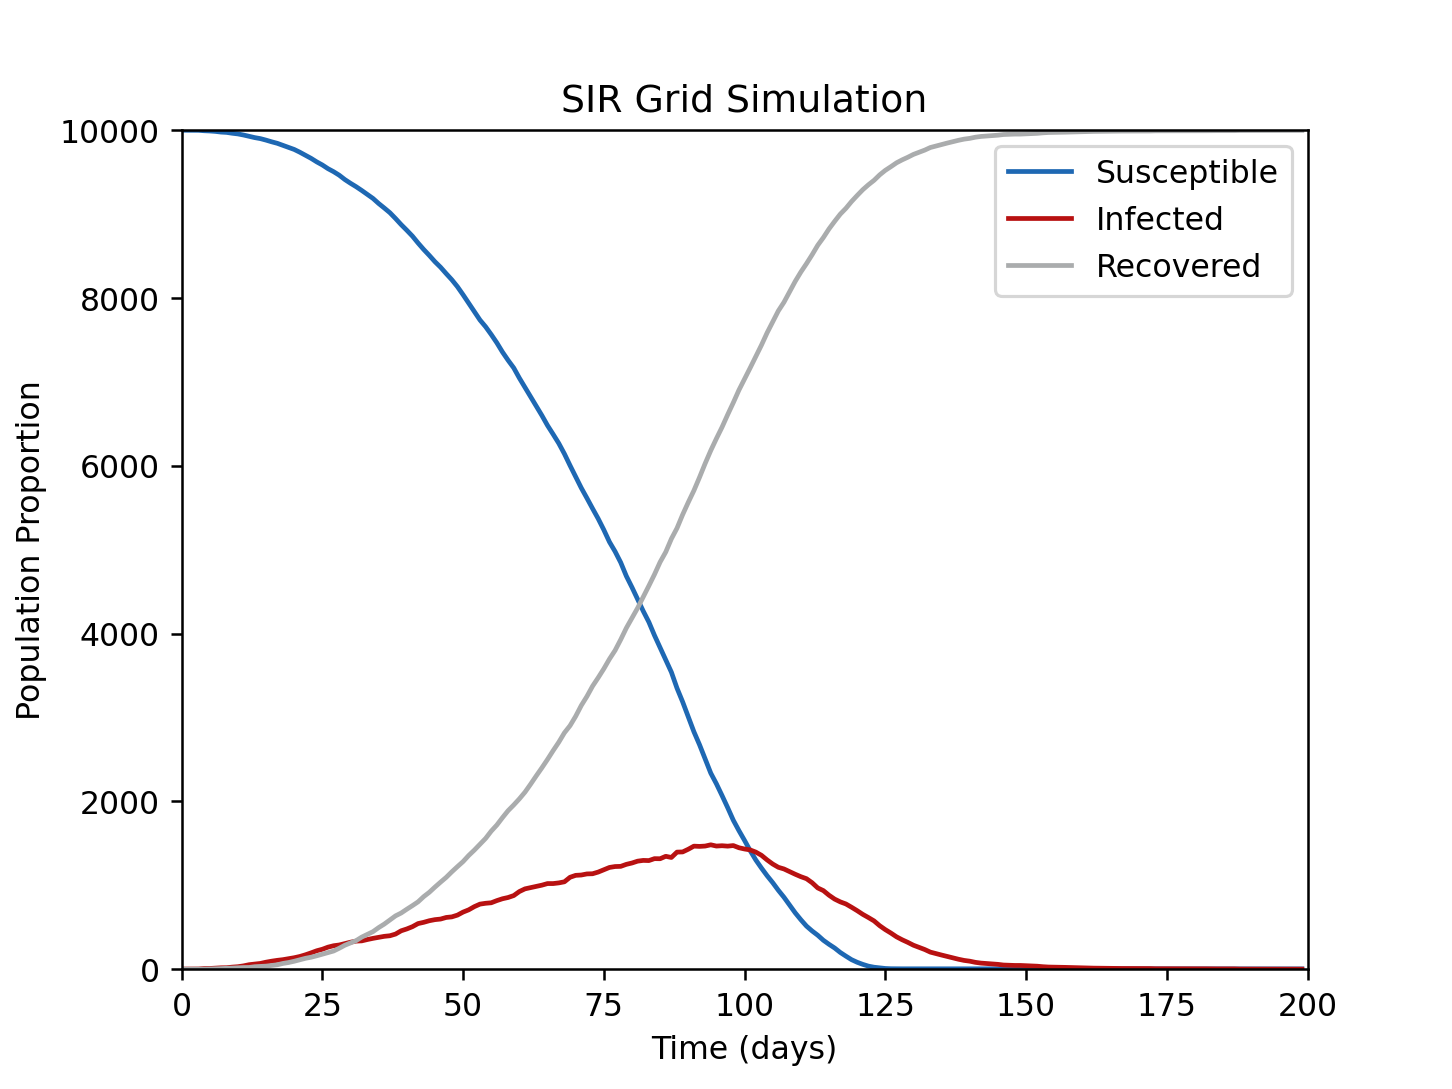 SIR Grid Simulation
10000
8000
6000
4000
2000
0
Population Proportion
Susceptible
Infected
Recovered
0 25 50 75 100 125 150 175 200
Time (days)